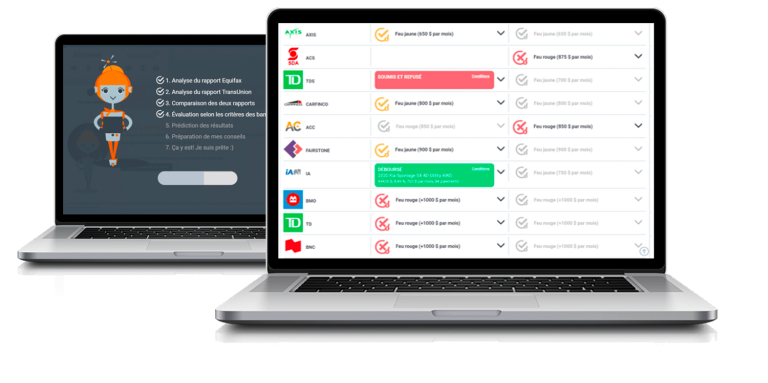 1. Analyse du rapport Equifax
2. Analyse du rapport TransUnion
3. Comparaison des deux rapports
4. Évaluation selon les critères des ban
5. Prédiction des résultats
6. Préparation de mes conseils
7. Ça y est! Je suis prête :)
AXIS AXIS Feu jaune (650 $ par mois) Feu jaune (650 $ par mois)
SDA ACS Feu rouge (875 $ par mois)
TD TDS SOUMIS ET REFUSÉ Conditions Feu jaune (700 $ par mois)
CARFINCO Feu jaune (800 $ par mois) Feu jaune (800 $ par mois)
AC ACC Feu rouge (850 $ par mois) Feu rouge (850 $ par mois)
FAIRSTONE Feu jaune (900 $ par mois) Feu jaune (900 $ par mois)
iA IA DÉBOURSÉ Conditions Feu jaune (750 $ par mois)
BMO Feu rouge (+1000 $ par mois) Feu rouge (+1000 $ par mois)
TD TD Feu rouge (+1000 $ par mois) Feu rouge (+1000 $ par mois)
BNC Feu rouge (+1000 $ par mois) Feu rouge (+1000 $ par mois)
?